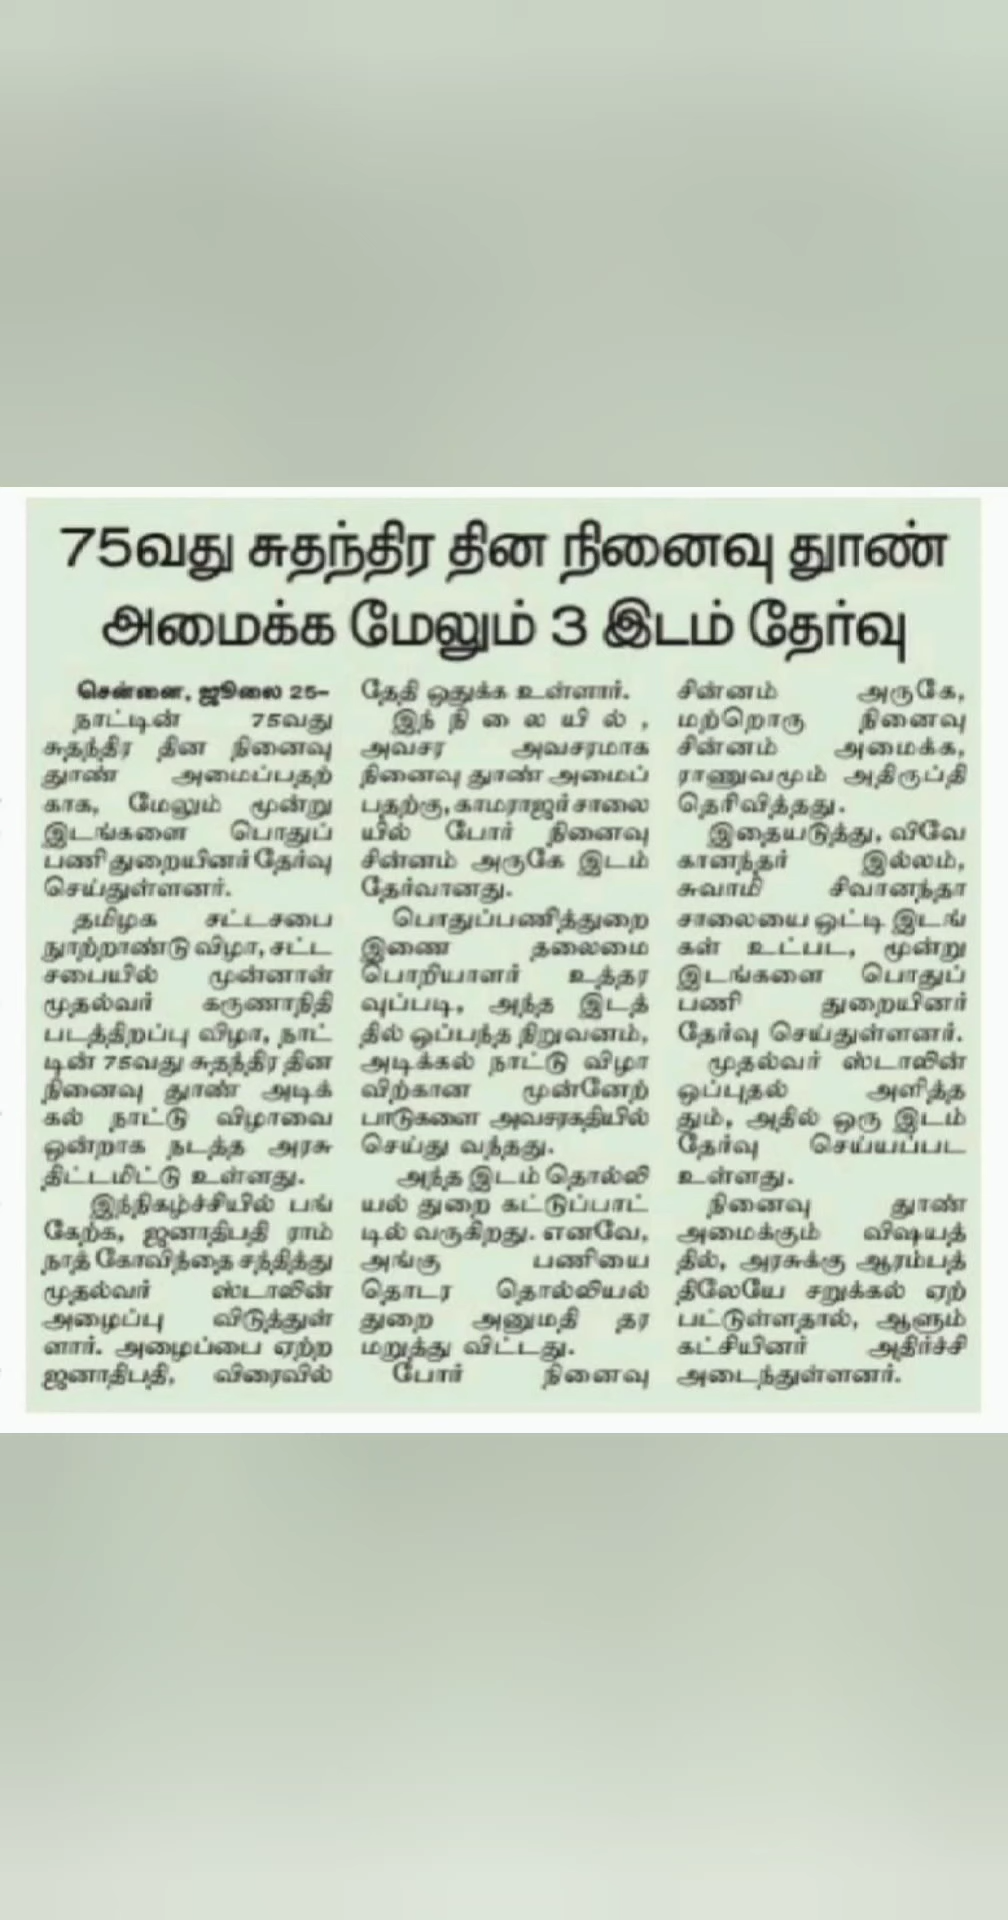 75வது சுதந்திர தின நினைவு தூண்
அமைக்க மேலும் 3 இடம் தேர்வு
சென்னை, ஜூலை 25–
நாட்டின் 75வது
சுதந்திர தின நினைவு
தூண் அமைப்பதற்
காக, மேலும் மூன்று
இடங்களை பொதுப்
பணி துறையினர் தேர்வு
செய்துள்ளனர்.
தமிழக சட்டசபை
நூற்றாண்டு விழா, சட்ட
சபையில் முன்னாள்
முதல்வர் கருணாநிதி
படத்திறப்பு விழா, நாட்
டின் 75வது சுதந்திர தின
நினைவு தூண் அடிக்
கல் நாட்டு விழாவை
ஒன்றாக நடத்த அரசு
திட்டமிட்டு உள்ளது.
இந்நிகழ்ச்சியில் பங்
கேற்க, ஜனாதிபதி ராம்
நாத் கோவிந்தை சந்தித்து
முதல்வர் ஸ்டாலின்
அழைப்பு விடுத்துள்
ளார். அழைப்பை ஏற்ற
ஜனாதிபதி, விரைவில்
தேதி ஒதுக்க உள்ளார்.
இந்நிலையில்,
அவசர அவசரமாக
நினைவு தூண் அமைப்
பதற்கு, காமராஜர் சாலை
யில் போர் நினைவு
சின்னம் அருகே இடம்
தேர்வானது.
பொதுப்பணித்துறை
இணை தலைமை
பொறியாளர் உத்தர
வுப்படி, அந்த இடத்
தில் ஒப்பந்த நிறுவனம்,
அடிக்கல் நாட்டு விழா
விற்கான முன்னேற்
பாடுகளை அவசரகதியில்
செய்து வந்தது.
அந்த இடம் தொல்லி
யல் துறை கட்டுப்பாட்
டில் வருகிறது. எனவே,
அங்கு பணியை
தொடர தொல்லியல்
துறை அனுமதி தர
மறுத்து விட்டது.
போர் நினைவு
சின்னம் அருகே,
மற்றொரு நினைவு
சின்னம் அமைக்க,
ராணுவமும் அதிருப்தி
தெரிவித்தது.
இதையடுத்து, விவே
கானந்தர் இல்லம்,
சுவாமி சிவானந்தா
சாலையை ஒட்டி இடங்
கள் உட்பட, மூன்று
இடங்களை பொதுப்
பணி துறையினர்
தேர்வு செய்துள்ளனர்.
முதல்வர் ஸ்டாலின்
ஒப்புதல் அளித்த
தும், அதில் ஒரு இடம்
தேர்வு செய்யப்பட
உள்ளது.
நினைவு தூண்
அமைக்கும் விஷயத்
தில், அரசுக்கு ஆரம்பத்
திலேயே சறுக்கல் ஏற்
பட்டுள்ளதால், ஆளும்
கட்சியினர் அதிர்ச்சி
அடைந்துள்ளனர்.